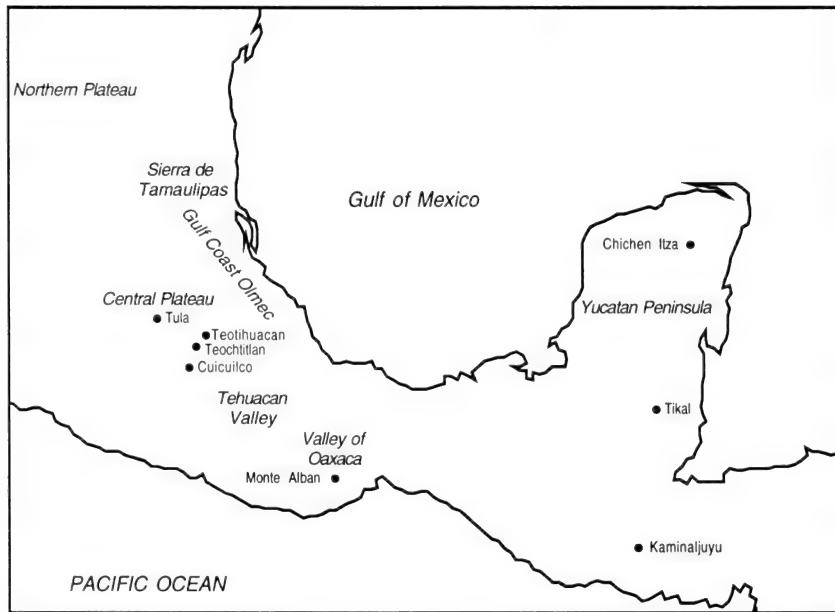 Northern Plateau
Sierra de
Tamaulipas
Gulf of Mexico
Gulf Coast Olmec
Chichen Itza
Central Plateau
Yucatan Peninsula
Tula
Teotihuacan
Teochtitlan
Cuicuilco
Tehuacan
Valley
Tikal
Valley of
Oaxaca
Monte Alban
Kaminaljuyu
PACIFIC OCEAN